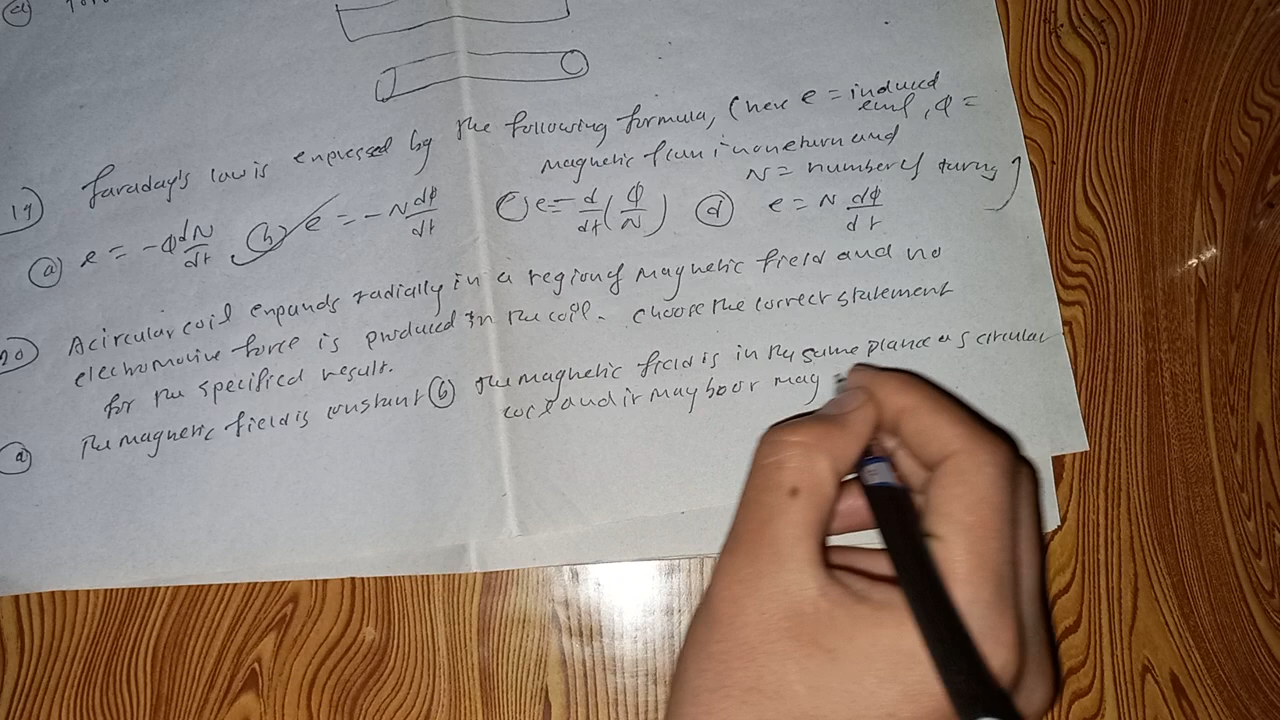 (d)
19) Faraday's law is expressed by the following formula, (here e = induced
emf, φ =
magnetic flux in one turn and
N = number of turns)
(a) e = -φ dN/dt (b) e = -N dφ/dt (c) e = -d/dt (φ/N) (d) e = N dφ/dt
20) A circular coil expands radially in a region of magnetic field and no
electromotive force is produced in the coil. Choose the correct statement
for the specified result.
(a) The magnetic field is constant (b) The magnetic field is in the same plane as circular
coil and it may be or may